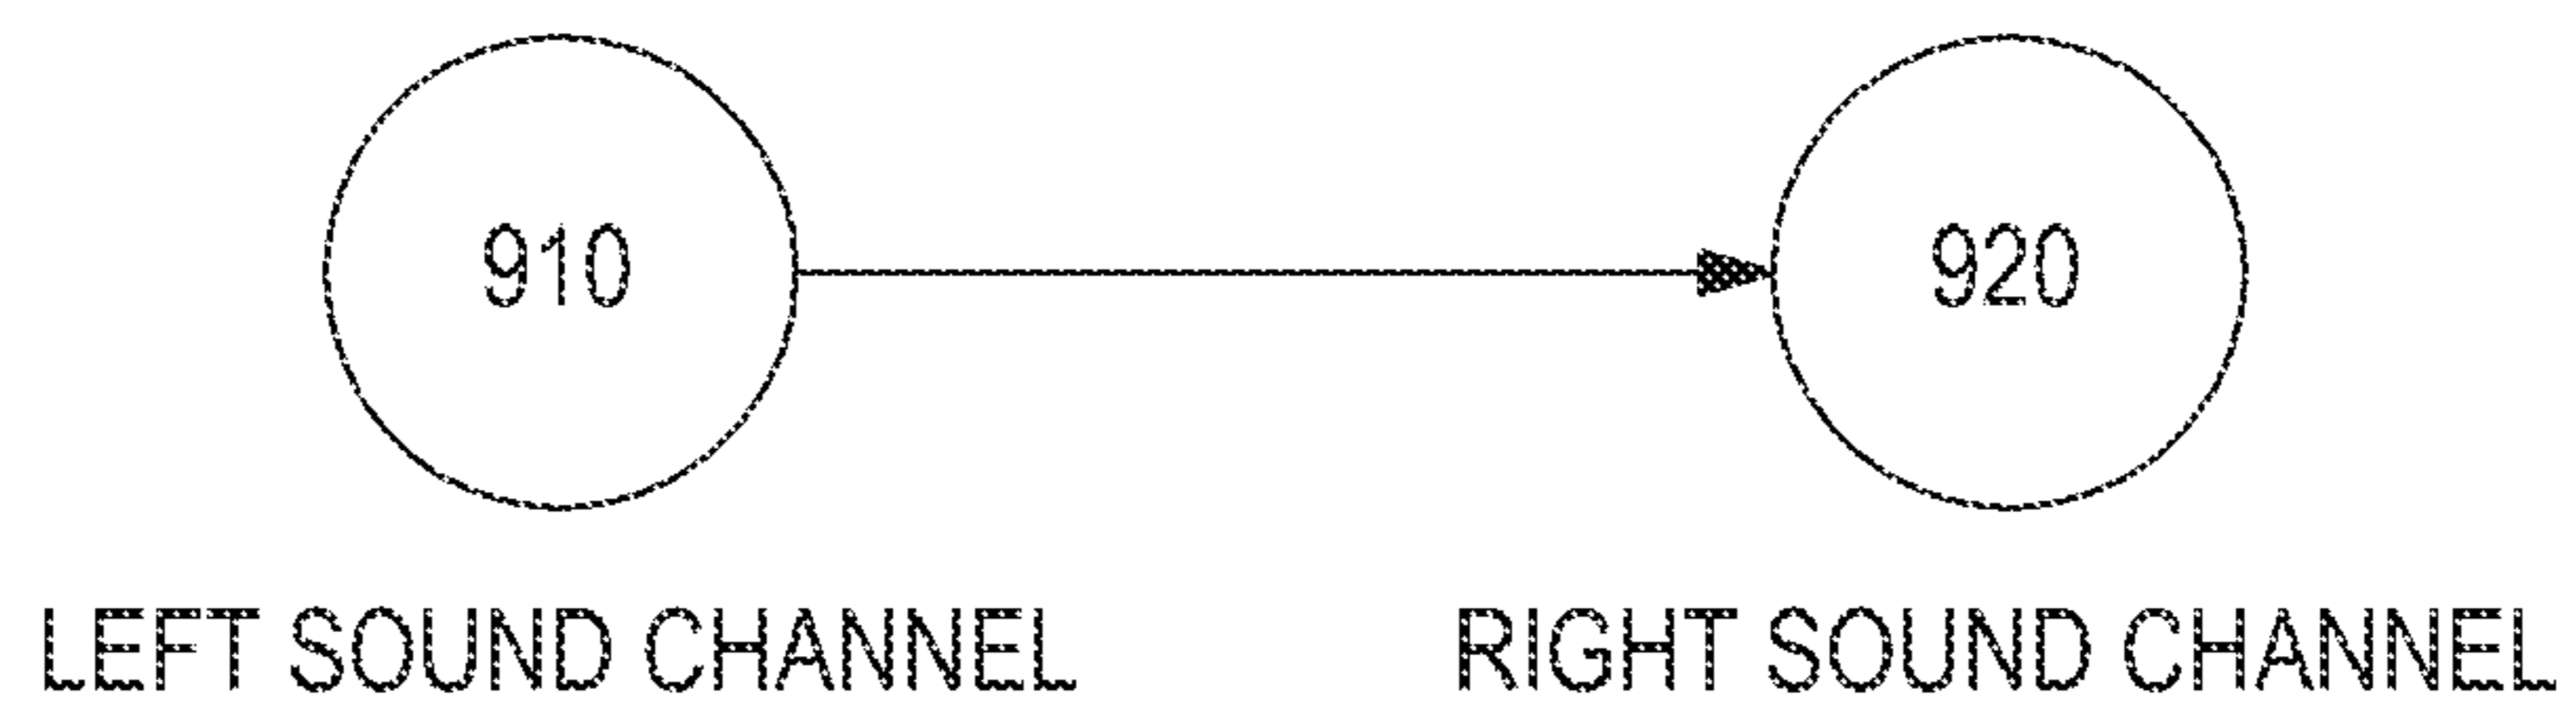 910 920
LEFT SOUND CHANNEL RIGHT SOUND CHANNEL